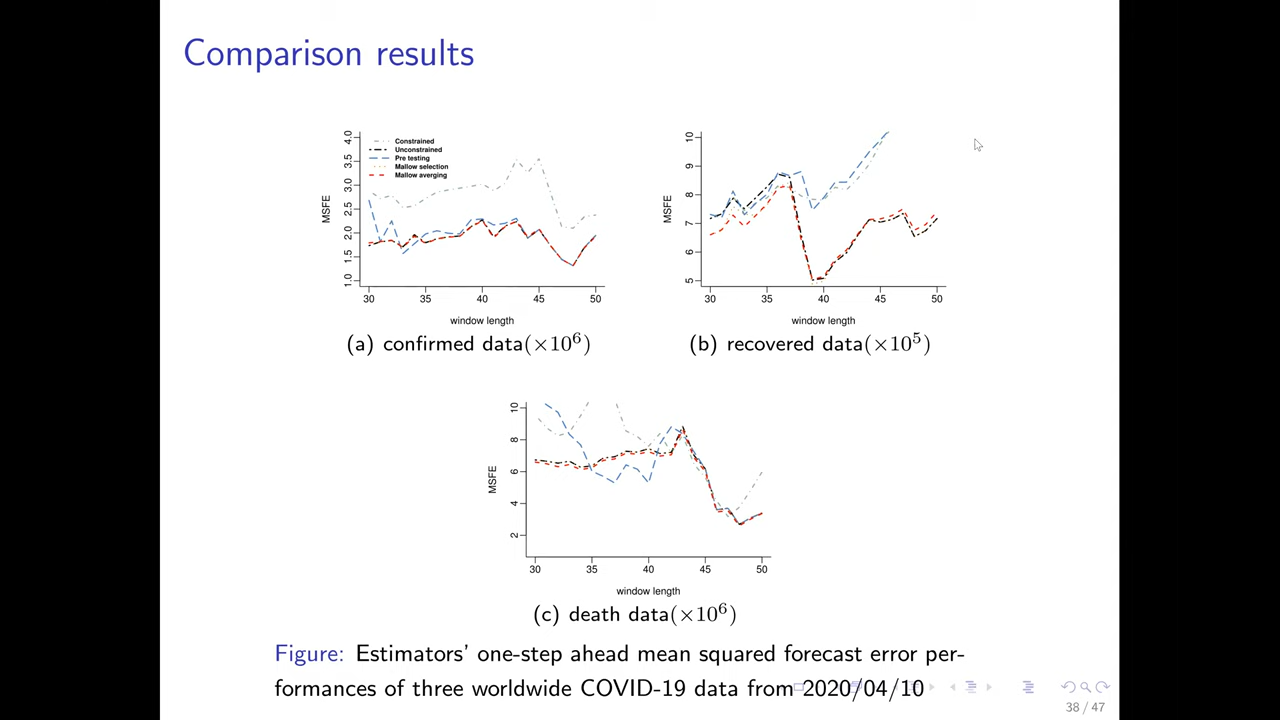 Comparison results
MSFE
1.0 1.5 2.0 2.5 3.0 3.5 4.0
Constrained
Unconstrained
Pre testing
Mallow selection
Mallow averging
30 35 40 45 50
window length
(a) confirmed data(×10⁶)
MSFE
5 6 7 8 9 10
30 35 40 45 50
window length
(b) recovered data(×10⁵)
MSFE
2 4 6 8 10
30 35 40 45 50
window length
(c) death data(×10⁶)
Figure: Estimators' one-step ahead mean squared forecast error per-
formances of three worldwide COVID-19 data from 2020/04/10
38 / 47